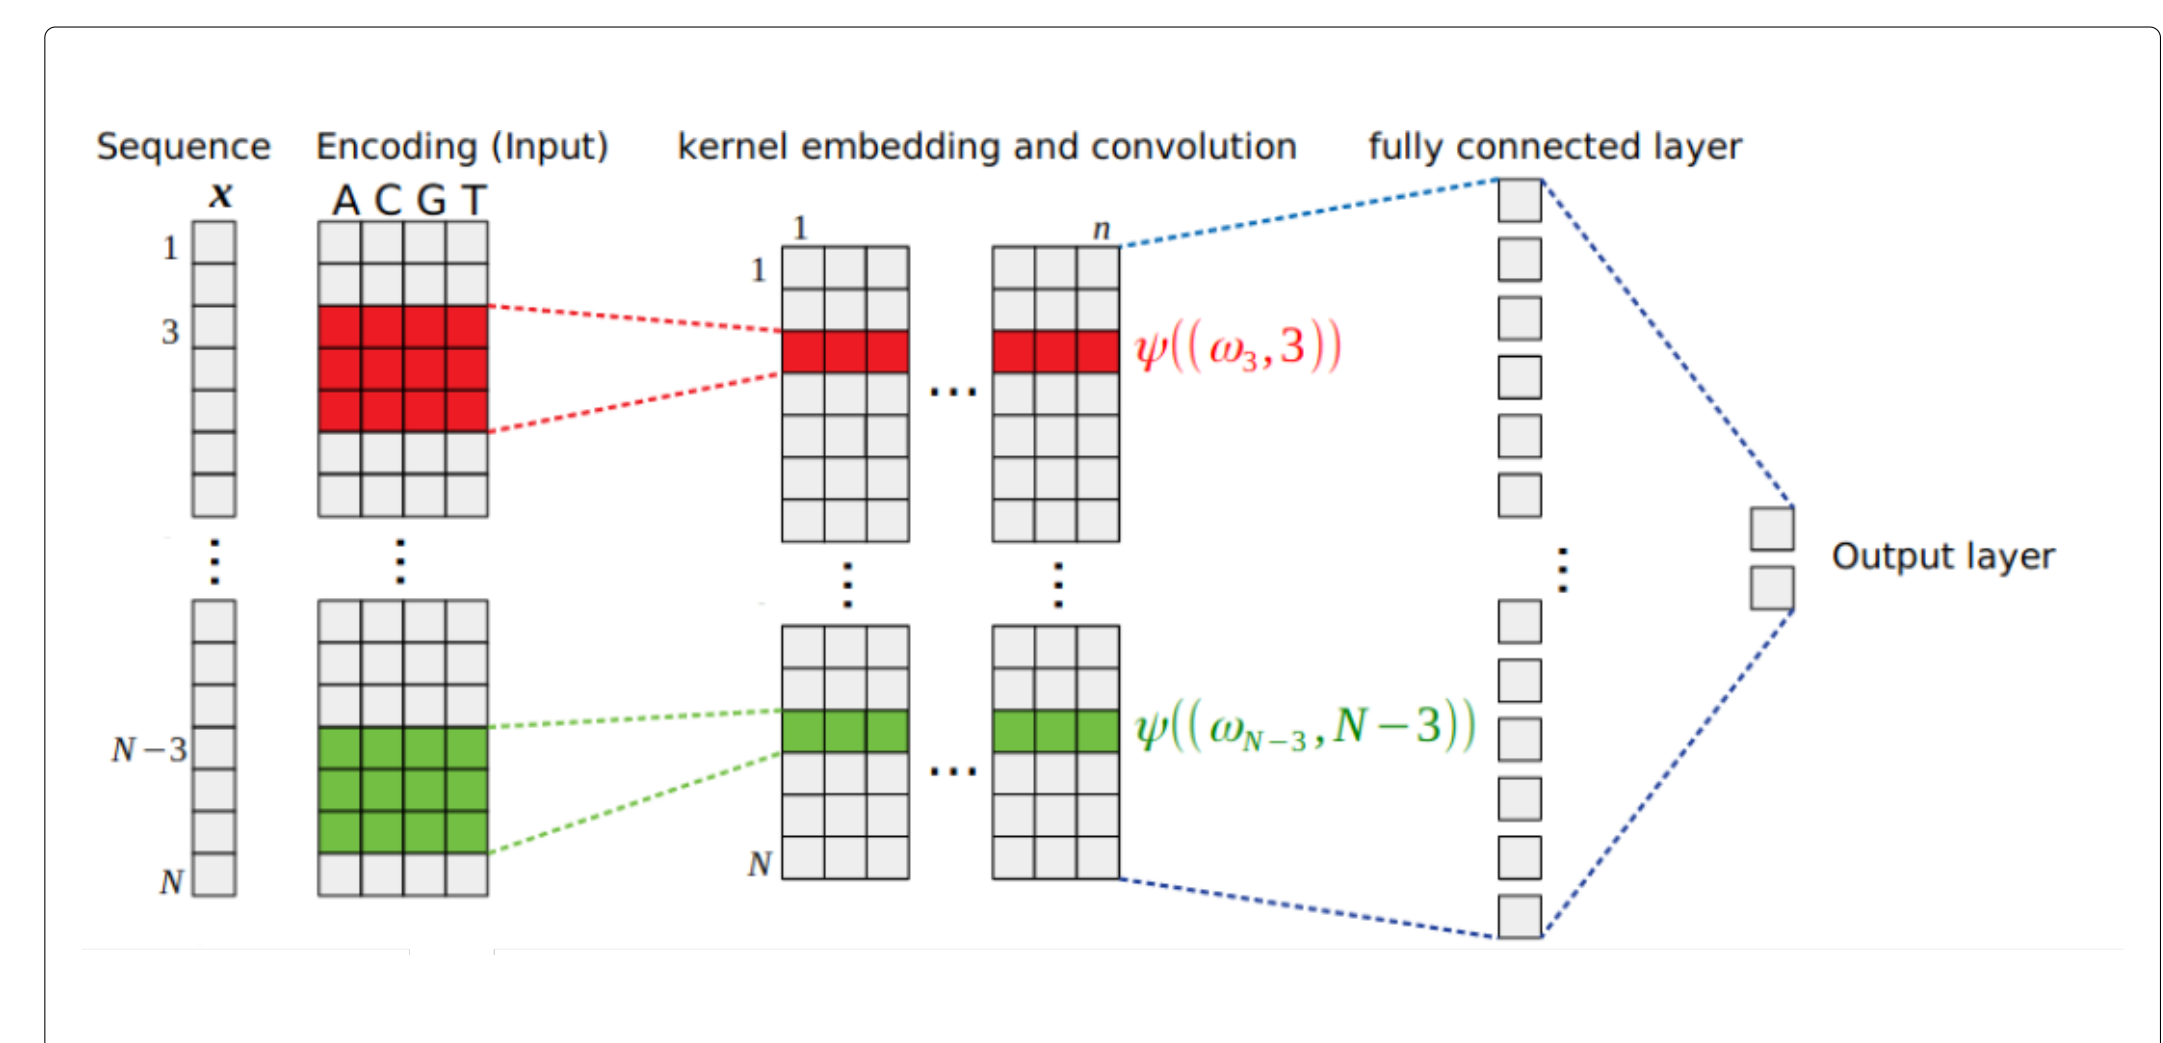 Sequence Encoding (Input) kernel embedding and convolution fully connected layer
x A C G T
1 n
1 1
3 ψ((ω₃,3))
Output layer
N−3 ψ((ω_{N−3},N−3))
N N